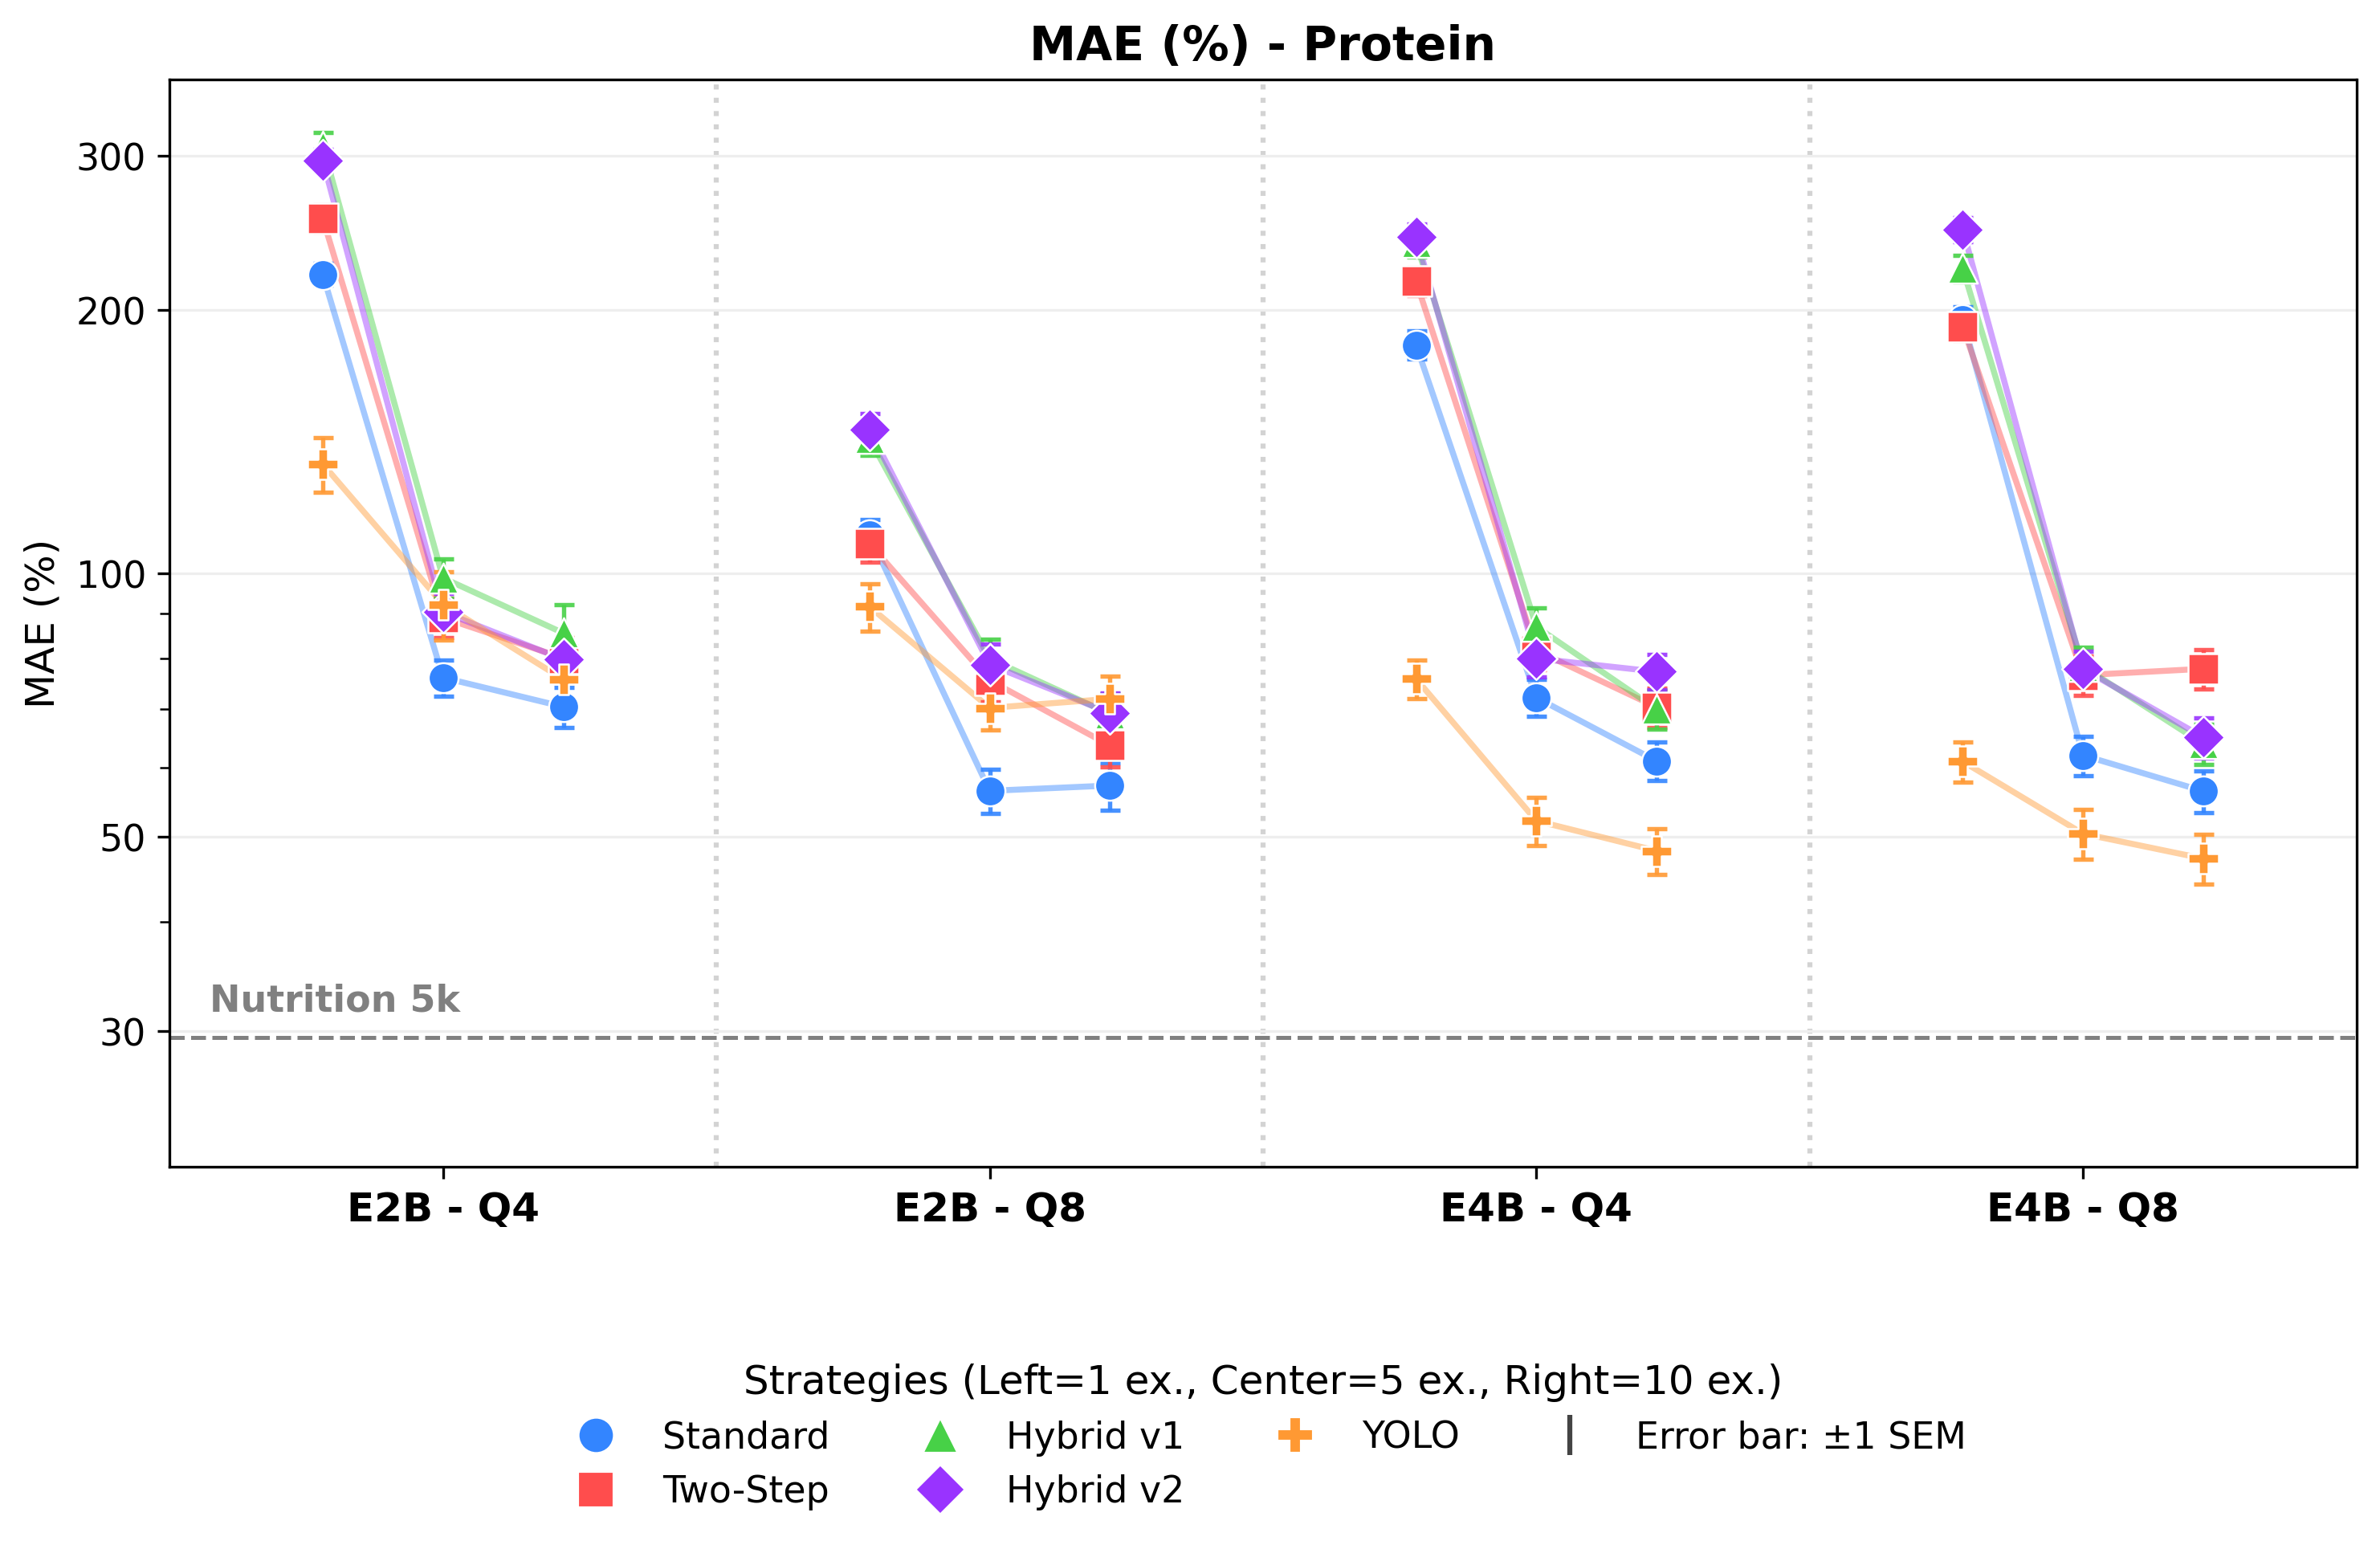 MAE (%) - Protein
MAE (%)
300
200
100
50
30
Nutrition 5k
E2B - Q4
E2B - Q8
E4B - Q4
E4B - Q8
Strategies (Left=1 ex., Center=5 ex., Right=10 ex.)
Standard
Two-Step
Hybrid v1
Hybrid v2
YOLO
Error bar: ±1 SEM